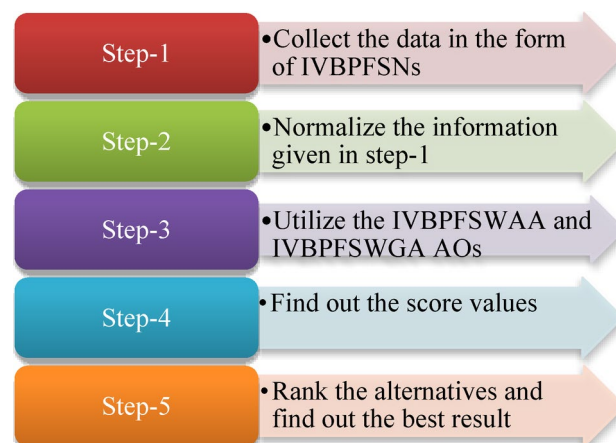 Step-1
•Collect the data in the form
of IVBPFSNs
Step-2
•Normalize the information
given in step-1
Step-3
•Utilize the IVBPFSWAA and
IVBPFSWGA AOs
Step-4
•Find out the score values
Step-5
•Rank the alternatives and
find out the best result